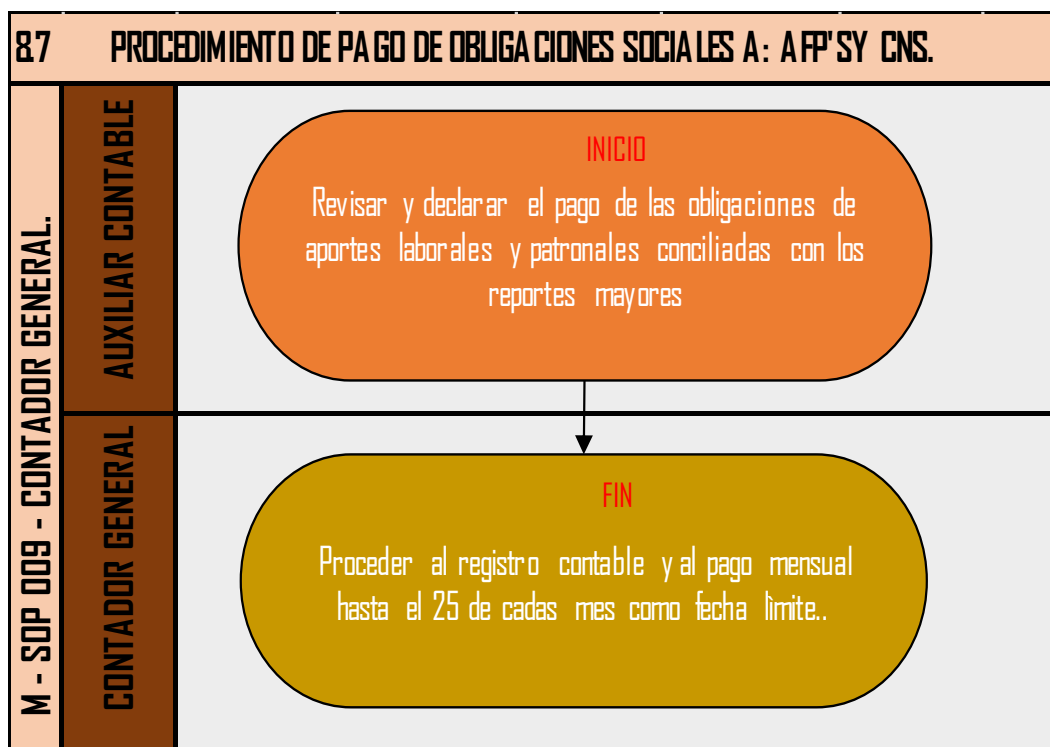 8.7 PROCEDIMIENTO DE PAGO DE OBLIGACIONES SOCIALES A: AFP'S Y CNS.
M - SOP 009 - CONTADOR GENERAL.
AUXILIAR CONTABLE
INICIO
Revisar y declarar el pago de las obligaciones de
aportes laborales y patronales conciliadas con los
reportes mayores
CONTADOR GENERAL
FIN
Proceder al registro contable y al pago mensual
hasta el 25 de cadas mes como fecha lìmite..